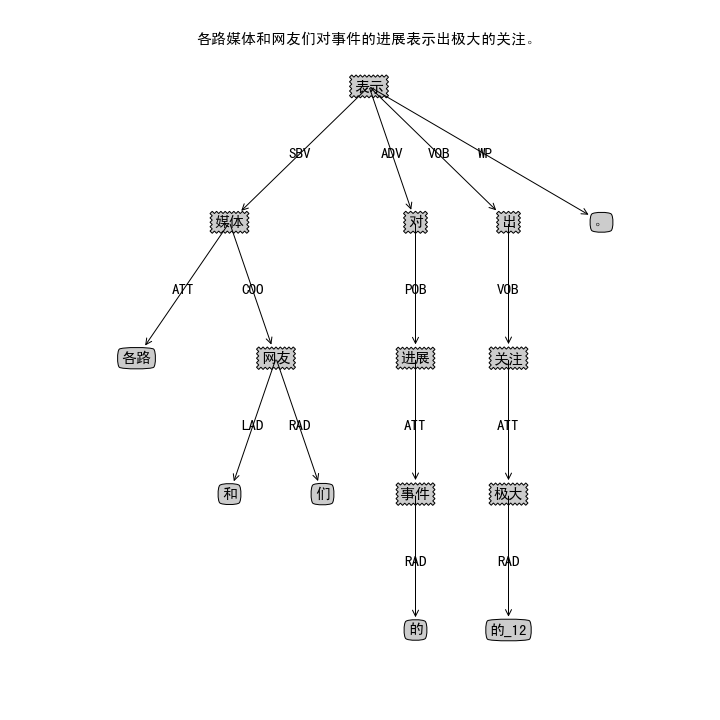 各路媒体和网友们对事件的进展表示出极大的关注。
表示
SBV ADV VOB WP
媒体 对 出 。
ATT COO POB VOB
各路 网友 进展 关注
LAD RAD ATT ATT
和 们 事件 极大
RAD RAD
的 的_12